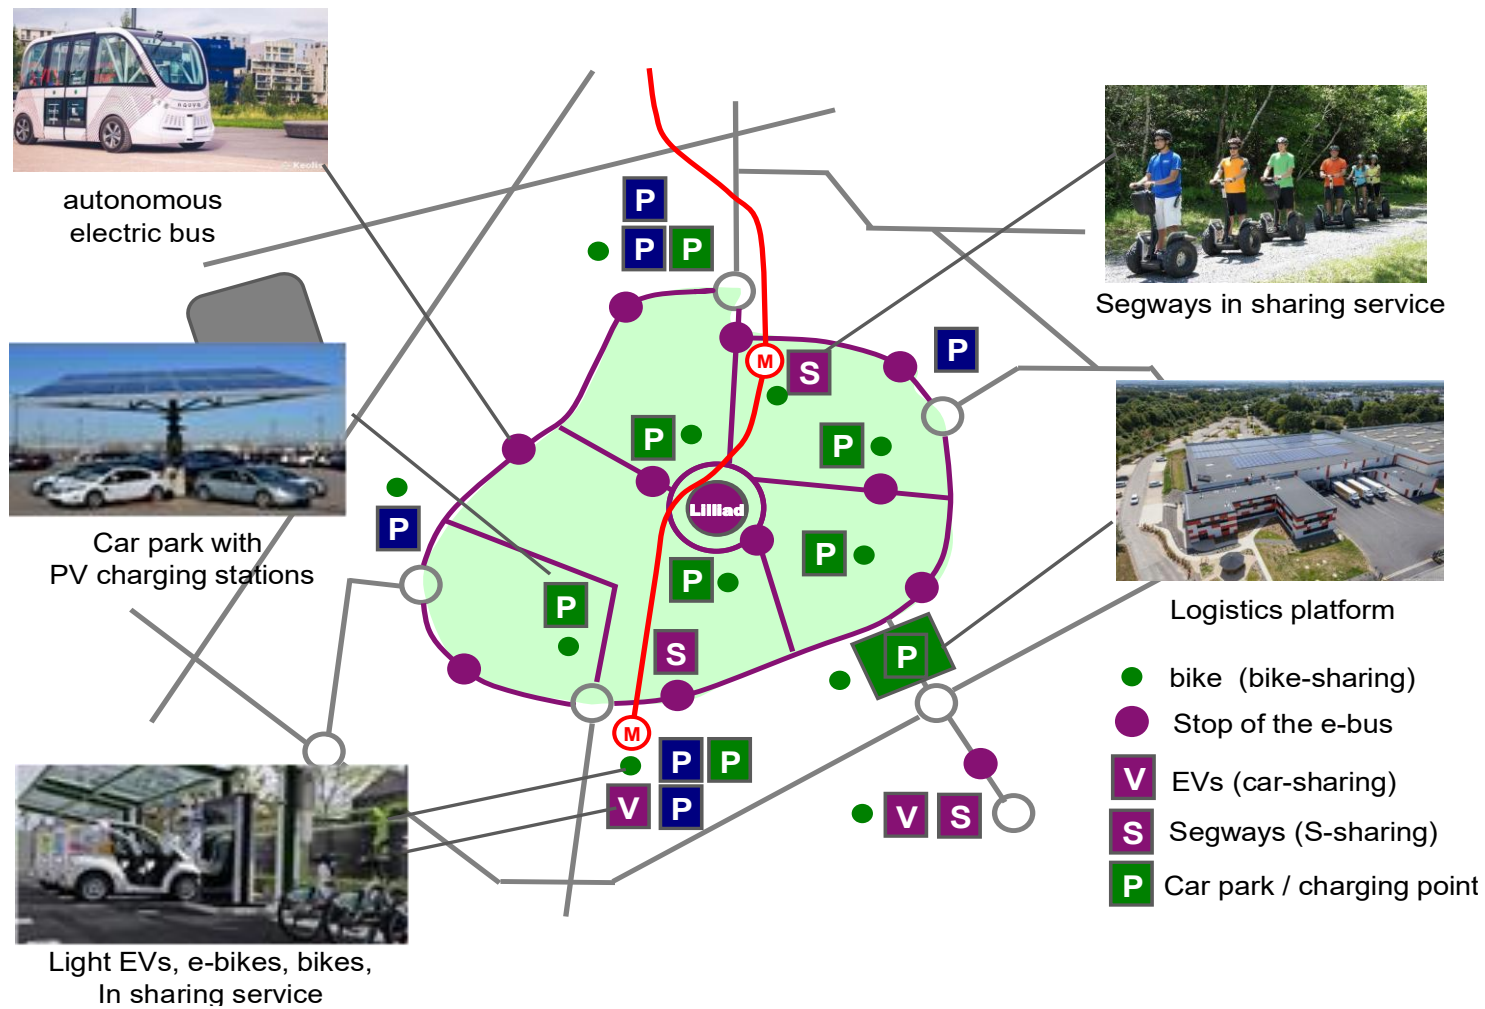 © Keolis
autonomous
electric bus
P
P P
Segways in sharing service
P
M
S
P
P
Lilliad
P
Car park with
PV charging stations
P
P
P
S
P
Logistics platform
bike (bike-sharing)
Stop of the e-bus
M
P P
V P
V EVs (car-sharing)
V S
S Segways (S-sharing)
P Car park / charging point
Light EVs, e-bikes, bikes,
In sharing service